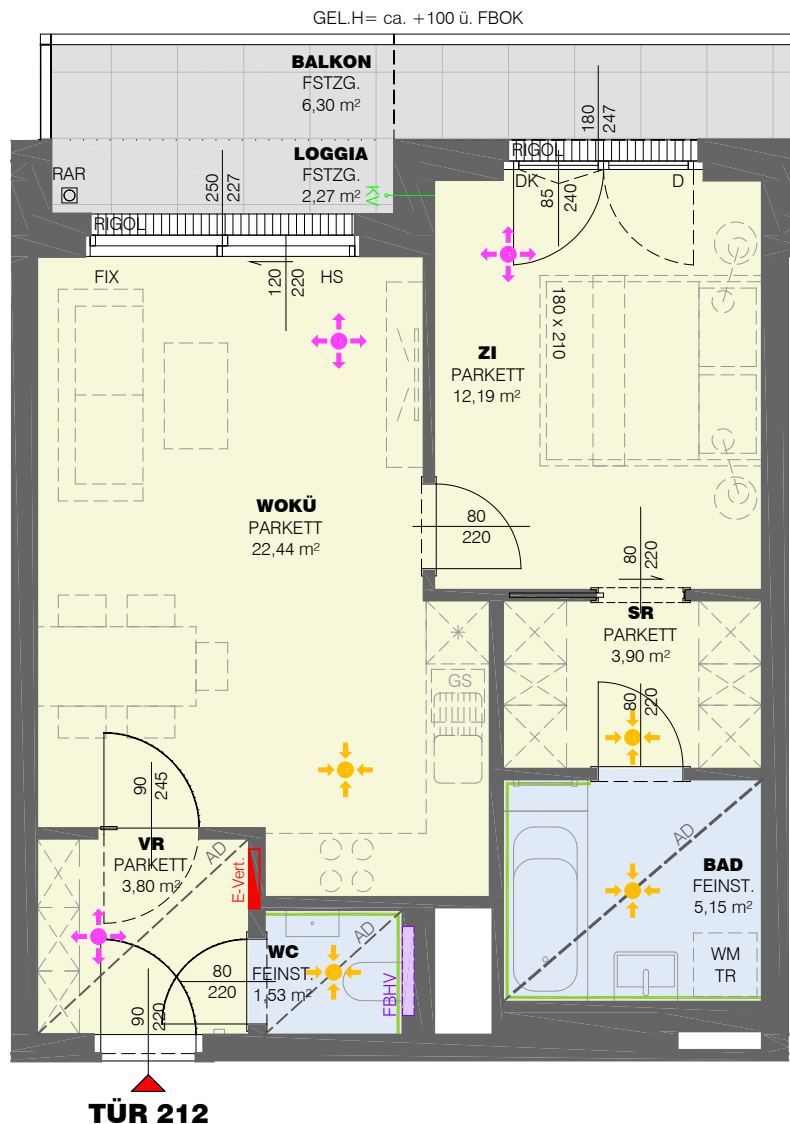 GEL.H= ca. +100 ü. FBOK
BALKON
FSTZG.
6,30 m²
180
247
LOGGIA
FSTZG.
2,27 m²
RAR
KV
250
227
RIGOL
RIGOL
DK
D
85
240
FIX
HS
120
220
180 x 210
ZI
PARKETT
12,19 m²
WOKÜ
PARKETT
22,44 m²
80
220
80
220
SR
PARKETT
3,90 m²
GS
80
220
90
245
VR
PARKETT
3,80 m²
AD
E-Vert.
AD
BAD
FEINST.
5,15 m²
WM
TR
AD
WC
FEINST.
1,53 m²
80
220
FBHV
90
220
TÜR 212